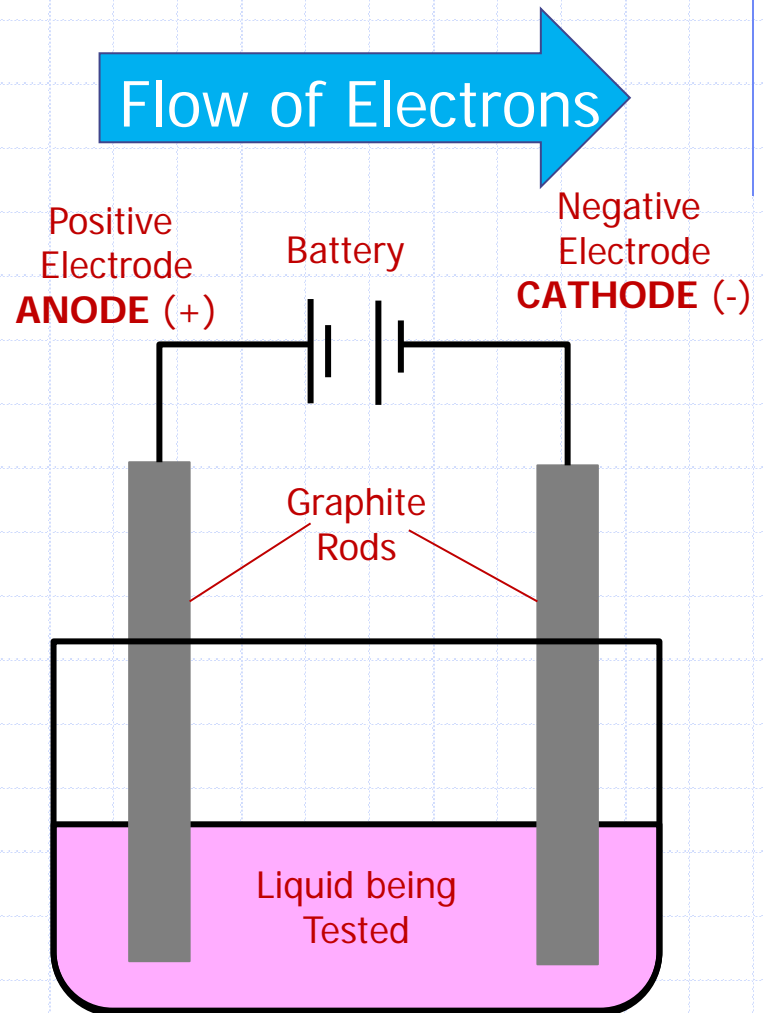 Flow of Electrons
Positive
Electrode
ANODE (+)
Battery
Negative
Electrode
CATHODE (-)
Graphite
Rods
Liquid being
Tested